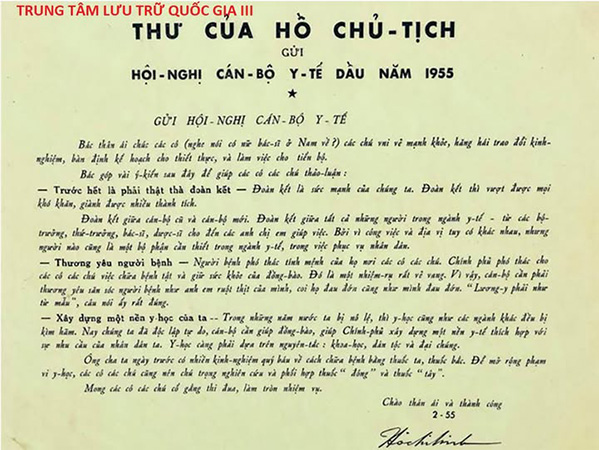 TRUNG TÂM LƯU TRỮ QUỐC GIA III
THƯ CỦA HỒ CHỦ-TỊCH
GỬI
HỘI-NGHỊ CÁN-BỘ Y-TẾ DẦU NĂM 1955
GỬI HỘI-NGHỊ CÁN-BỘ Y-TẾ
Bác thân ái chúc các cô (nghe nói có nữ bác-sĩ ở Nam về?) các chú vui vẻ mạnh khỏe, hăng hái trao đổi kinh-
nghiệm, bàn định kế hoạch cho thiết thực, và làm việc cho tiến bộ.
Bác góp vài ý-kiến sau đây để giúp các cô các chú thảo-luận :
— Trước hết là phải thật thà đoàn kết — Đoàn kết là sức mạnh của chúng ta. Đoàn kết thì vượt được mọi
khó khăn, giành được nhiều thành tích.
Đoàn kết giữa cán-bộ cũ và cán-bộ mới. Đoàn kết giữa tất cả những người trong ngành y-tế - từ các bộ-
trưởng, thứ-trưởng, bác-sĩ, dược-sĩ cho đến các anh chị em giúp việc. Bởi vì công việc và địa vị tuy có khác nhau, nhưng
người nào cũng là một bộ phận cần thiết trong ngành y-tế, trong việc phục vụ nhân dân.
— Thương yêu người bệnh — Người bệnh phó thác tính mệnh của họ nơi các cô các chú. Chính phủ phó thác cho
các cô các chú việc chữa bệnh tật và giữ sức khỏe của đồng-bào. Đó là một nhiệm-vụ rất vẻ vang. Vì vậy, cán-bộ cần phải
thương yêu săn sóc người bệnh như anh em ruột thịt của mình, coi họ đau đớn cũng như mình đau đớn. “Lương-y phải như
từ mẫu”, câu nói ấy rất đúng.
— Xây dựng một nền y-học của ta — Trong những năm nước ta bị nô lệ, thì y-học cũng như các ngành khác đều bị
kìm hãm. Nay chúng ta đã độc lập tự do, cán-bộ cần giúp đồng-bào, giúp Chính-phủ xây dựng một nền y-tế thích hợp với
sự nhu cầu của nhân dân ta. Y-học càng phải dựa trên nguyên-tắc : khoa-học, dân tộc và đại chúng.
Ông cha ta ngày trước có nhiều kinh-nghiệm quý báu về cách chữa bệnh bằng thuốc ta, thuốc bắc. Để mở rộng phạm
vi y-học, các cô các chú cũng nên chú trọng nghiên cứu và phối hợp thuốc “ đông” và thuốc “tây”.
Mong các cô các chú cố gắng thi đua, làm tròn nhiệm vụ.
Chào thân ái và thành công
2-55
Hồ Chí Minh